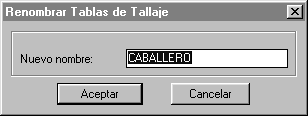 Renombrar Tablas de Tallaje
Nuevo nombre: CABALLERO
Aceptar Cancelar